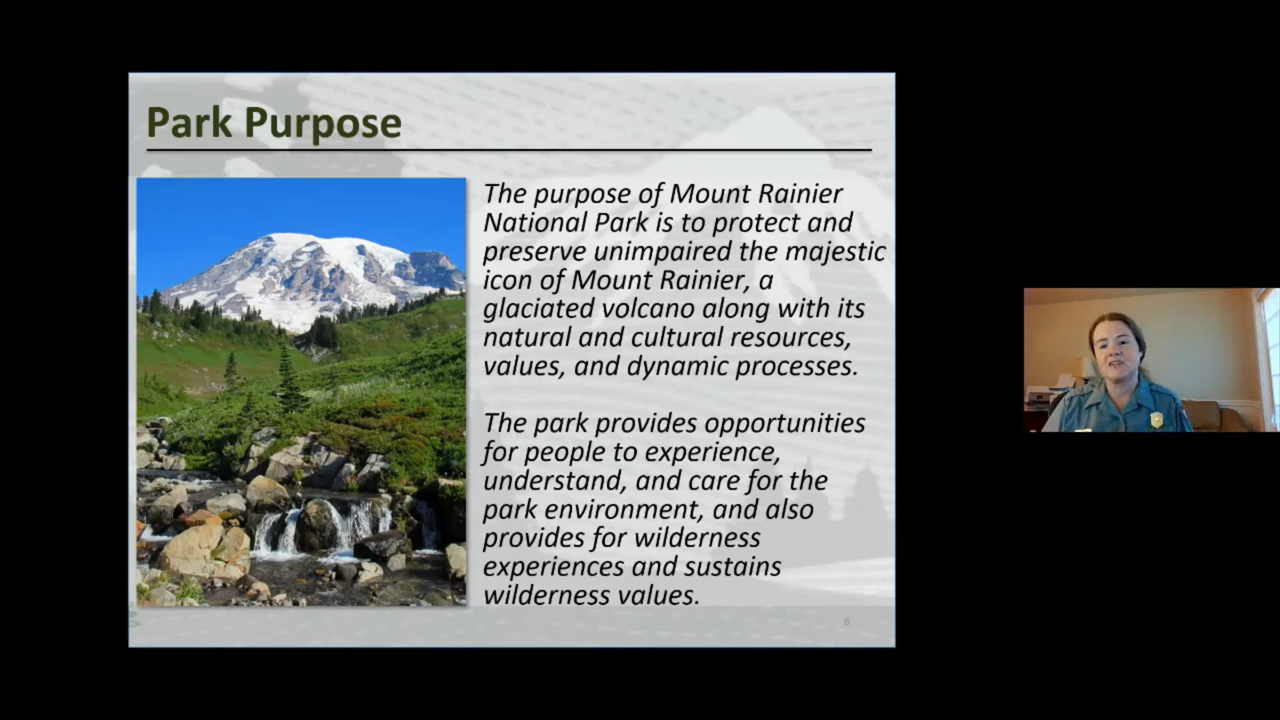 Park Purpose
The purpose of Mount Rainier
National Park is to protect and
preserve unimpaired the majestic
icon of Mount Rainier, a
glaciated volcano along with its
natural and cultural resources,
values, and dynamic processes.
The park provides opportunities
for people to experience,
understand, and care for the
park environment, and also
provides for wilderness
experiences and sustains
wilderness values.
6